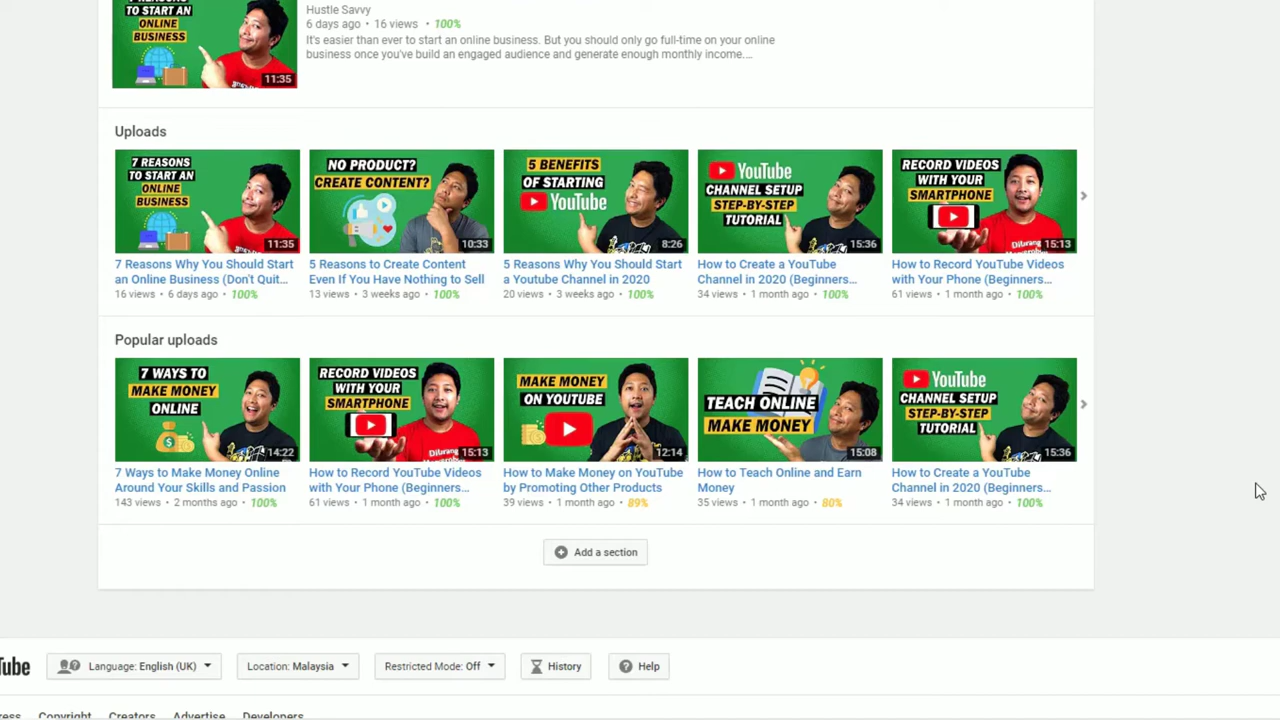 REASONS
TO START AN
ONLINE
BUSINESS
11:35
Hustle Savvy
6 days ago • 16 views • 100%
It's easier than ever to start an online business. But you should only go full-time on your online
business once you've build an engaged audience and generate enough monthly income....
Uploads
7 REASONS
TO START AN
ONLINE
BUSINESS
11:35
7 Reasons Why You Should Start
an Online Business (Don't Quit...
16 views • 6 days ago • 100%
NO PRODUCT?
CREATE CONTENT?
10:33
5 Reasons to Create Content
Even If You Have Nothing to Sell
13 views • 3 weeks ago • 100%
5 BENEFITS
OF STARTING
YouTube
8:26
5 Reasons Why You Should Start
a Youtube Channel in 2020
20 views • 3 weeks ago • 100%
YouTube
CHANNEL SETUP
STEP-BY-STEP
TUTORIAL
15:36
How to Create a YouTube
Channel in 2020 (Beginners...
34 views • 1 month ago • 100%
RECORD VIDEOS
WITH YOUR
SMARTPHONE
Dibrang
15:13
How to Record YouTube Videos
with Your Phone (Beginners...
61 views • 1 month ago • 100%
Popular uploads
7 WAYS TO
MAKE MONEY
ONLINE
14:22
7 Ways to Make Money Online
Around Your Skills and Passion
143 views • 2 months ago • 100%
RECORD VIDEOS
WITH YOUR
SMARTPHONE
Dibrang
15:13
How to Record YouTube Videos
with Your Phone (Beginners...
61 views • 1 month ago • 100%
MAKE MONEY
ON YOUTUBE
12:14
How to Make Money on YouTube
by Promoting Other Products
39 views • 1 month ago • 89%
TEACH ONLINE
MAKE MONEY
15:08
How to Teach Online and Earn
Money
35 views • 1 month ago • 80%
YouTube
CHANNEL SETUP
STEP-BY-STEP
TUTORIAL
15:36
How to Create a YouTube
Channel in 2020 (Beginners...
34 views • 1 month ago • 100%
Add a section
Tube
Language: English (UK)
Location: Malaysia
Restricted Mode: Off
History
Help
ress Copyright Creators Advertise Developers